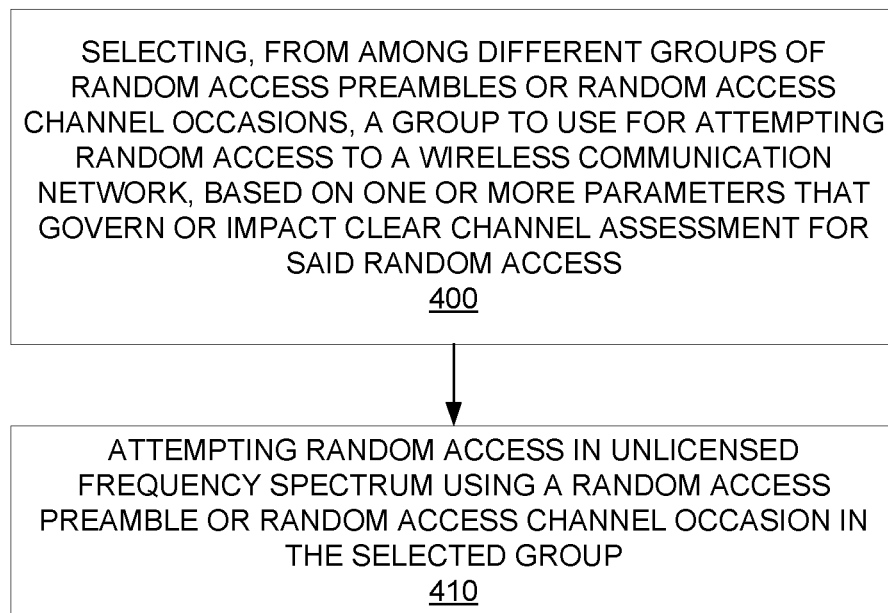 SELECTING, FROM AMONG DIFFERENT GROUPS OF
RANDOM ACCESS PREAMBLES OR RANDOM ACCESS
CHANNEL OCCASIONS, A GROUP TO USE FOR ATTEMPTING
RANDOM ACCESS TO A WIRELESS COMMUNICATION
NETWORK, BASED ON ONE OR MORE PARAMETERS THAT
GOVERN OR IMPACT CLEAR CHANNEL ASSESSMENT FOR
SAID RANDOM ACCESS
400
ATTEMPTING RANDOM ACCESS IN UNLICENSED
FREQUENCY SPECTRUM USING A RANDOM ACCESS
PREAMBLE OR RANDOM ACCESS CHANNEL OCCASION IN
THE SELECTED GROUP
410